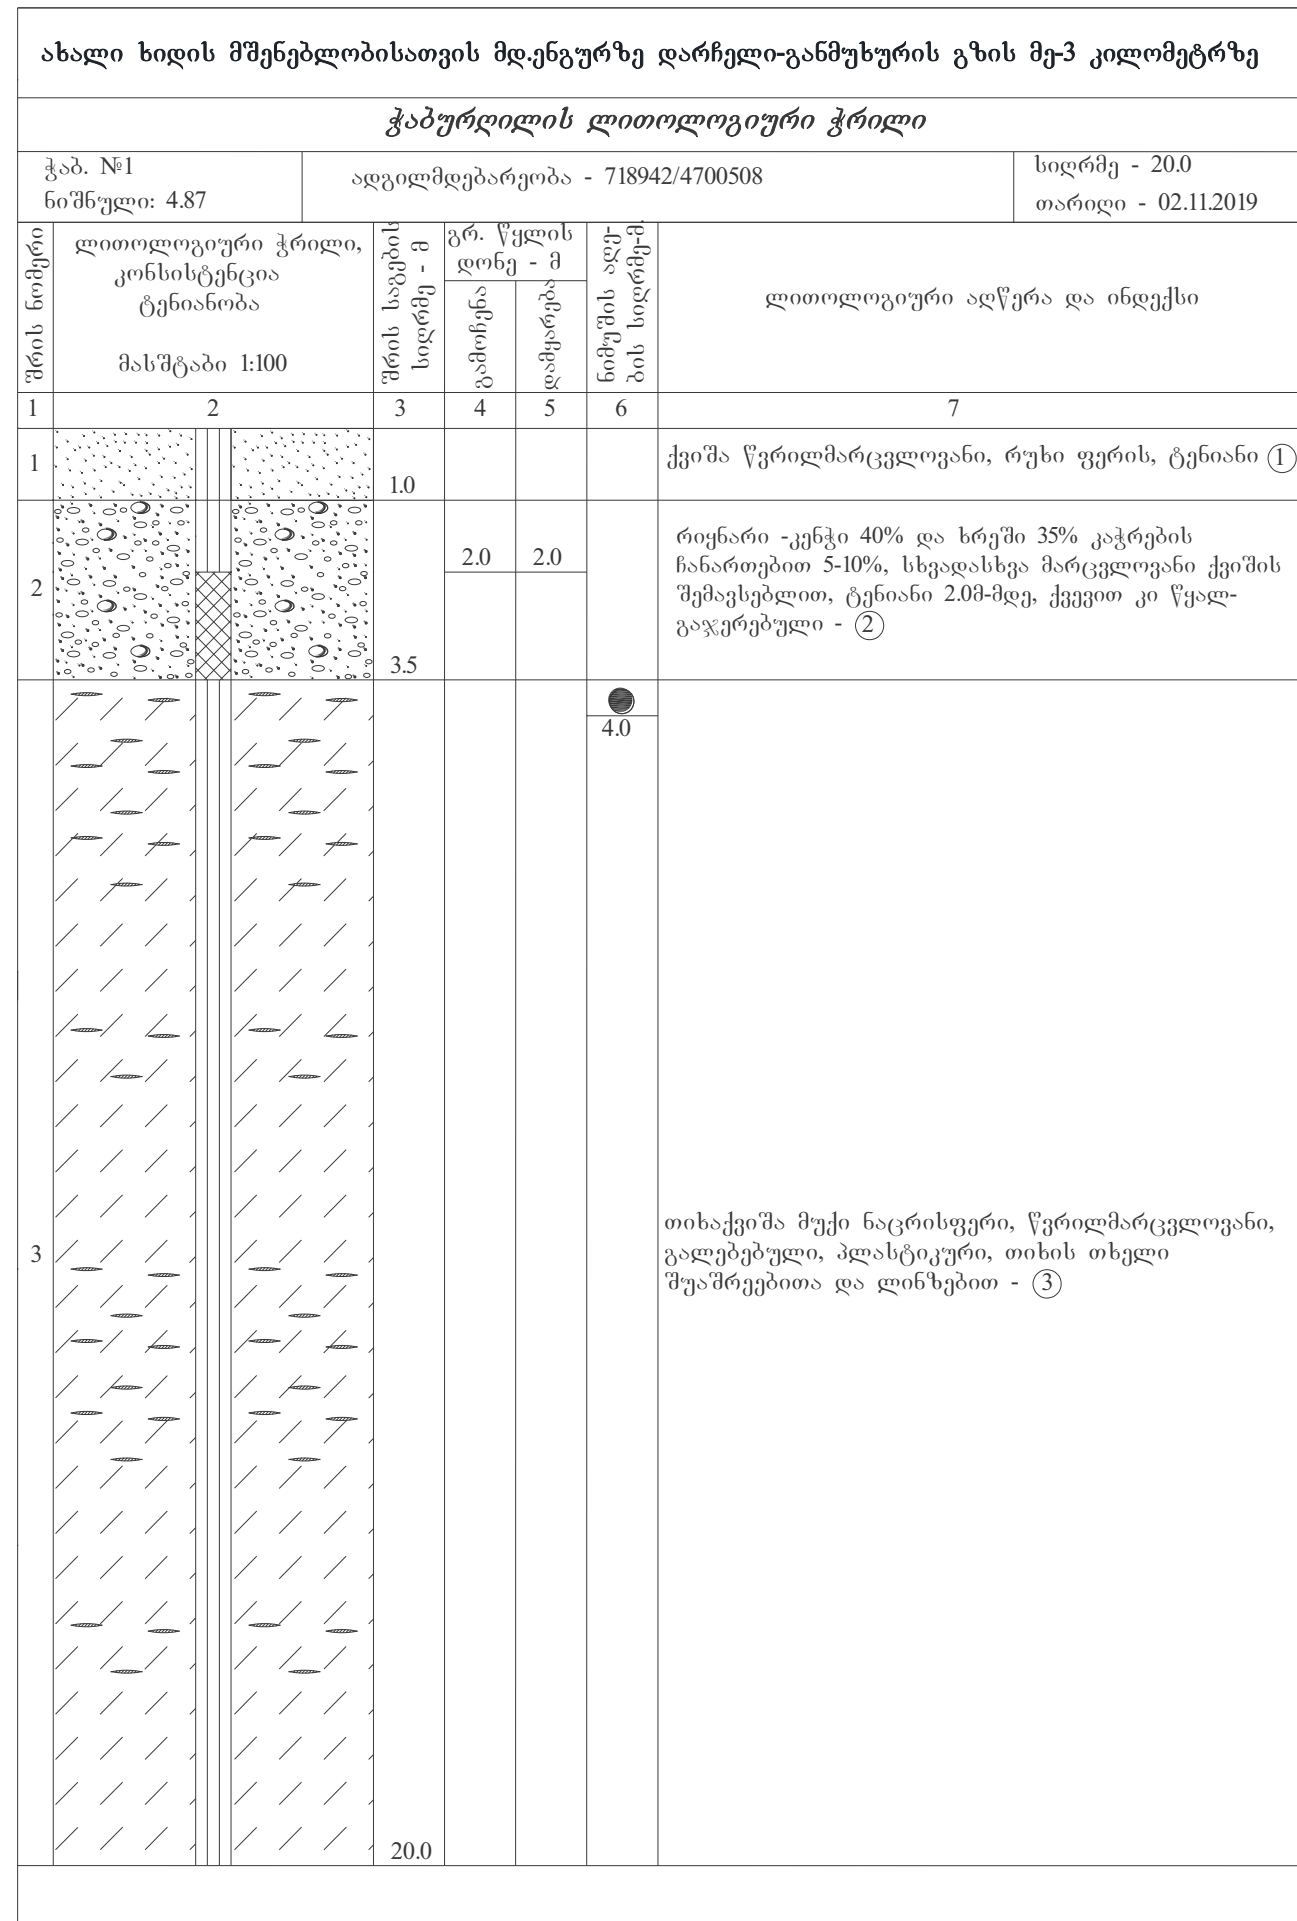 ახალი ხიდის მშენებლობისათვის მდ.ენგურზე დარჩელი-განმუხურის გზის მე-3 კილომეტრზე
ჭაბურღილის ლითოლოგიური ჭრილი
ჭაბ. №1
ნიშნული: 4.87
ადგილმდებარეობა - 718942/4700508
სიღრმე - 20.0
თარიღი - 02.11.2019
შრის ნომერი
ლითოლოგიური ჭრილი,
კონსისტენცია
ტენიანობა
მასშტაბი 1:100
შრის საგების
სიღრმე - მ
გრ. წყლის
დონე - მ
გამოჩენა
დამყარება
ნიმუშის აღე-
ბის სიღრმე-მ.
ლითოლოგიური აღწერა და ინდექსი
1 2 3 4 5 6 7
1
1.0
ქვიშა წვრილმარცვლოვანი, რუხი ფერის, ტენიანი 1
2
3.5
2.0 2.0
რიყნარი -კენჭი 40% და ხრეში 35% კაჭრების
ჩანართებით 5-10%, სხვადასხვა მარცვლოვანი ქვიშის
შემავსებლით, ტენიანი 2.0მ-მდე, ქვევით კი წყალ-
გაჯერებული - 2
4.0
3
თიხაქვიშა მუქი ნაცრისფერი, წვრილმარცვლოვანი,
გალებებული, პლასტიკური, თიხის თხელი
შუაშრეებითა და ლინზებით - 3
20.0